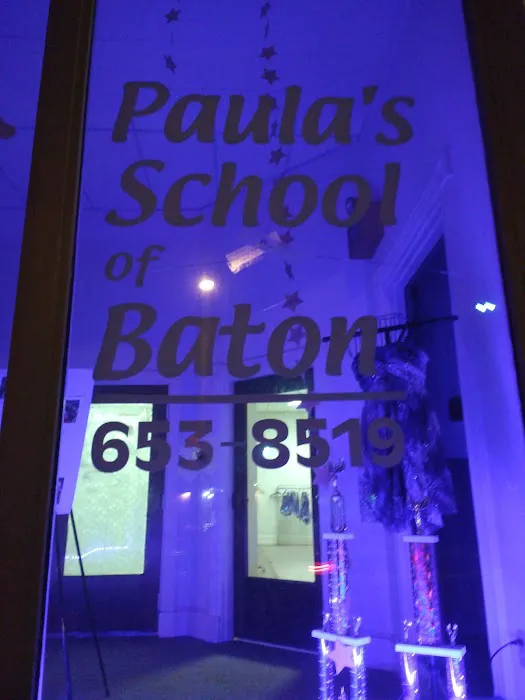 Paula's
School
of
Baton
653-8519